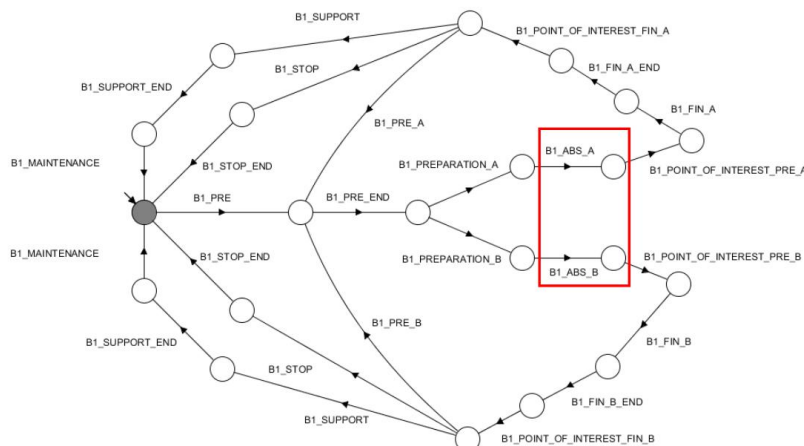 B1_SUPPORT
B1_POINT_OF_INTEREST_FIN_A
B1_STOP
B1_FIN_A_END
B1_SUPPORT_END
B1_FIN_A
B1_PRE_A
B1_ABS_A
B1_STOP_END
B1_MAINTENANCE
B1_PREPARATION_A
B1_POINT_OF_INTEREST_PRE_A
B1_PRE
B1_PRE_END
B1_MAINTENANCE
B1_STOP_END
B1_PREPARATION_B
B1_POINT_OF_INTEREST_PRE_B
B1_ABS_B
B1_PRE_B
B1_SUPPORT_END
B1_FIN_B
B1_STOP
B1_FIN_B_END
B1_SUPPORT
B1_POINT_OF_INTEREST_FIN_B